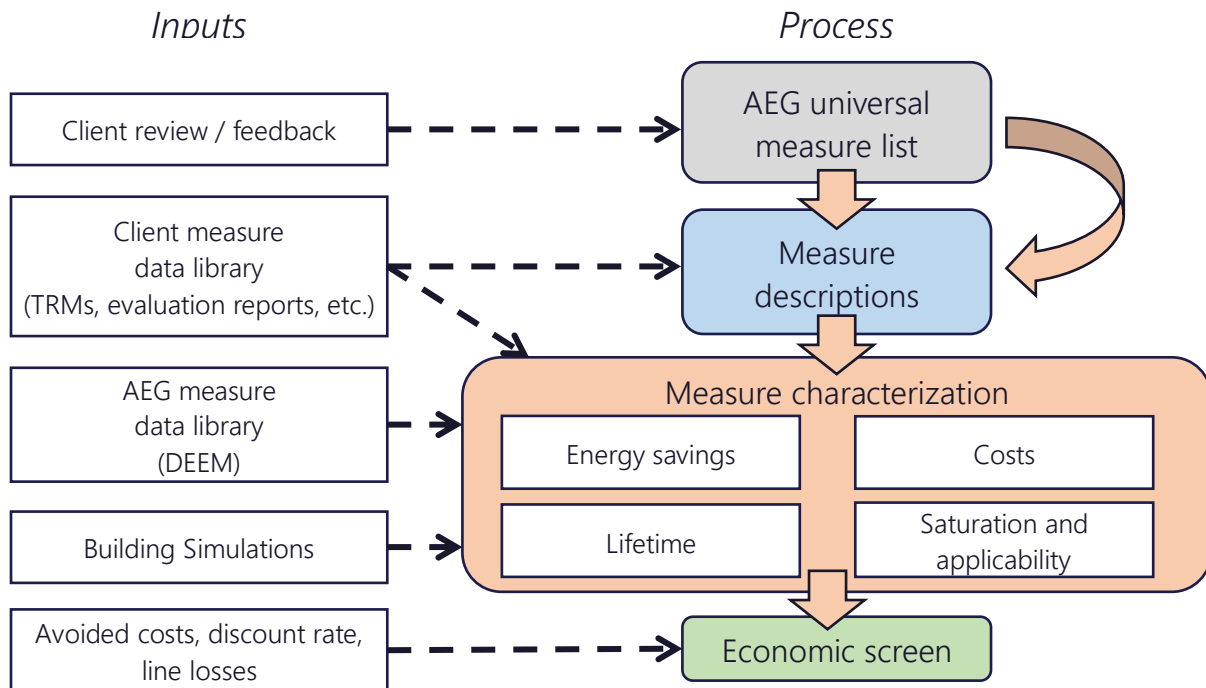 Inputs
Process
Client review / feedback
AEG universal
measure list
Client measure
data library
(TRMs, evaluation reports, etc.)
Measure
descriptions
AEG measure
data library
(DEEM)
Measure characterization
Energy savings
Costs
Building Simulations
Lifetime
Saturation and
applicability
Avoided costs, discount rate,
line losses
Economic screen